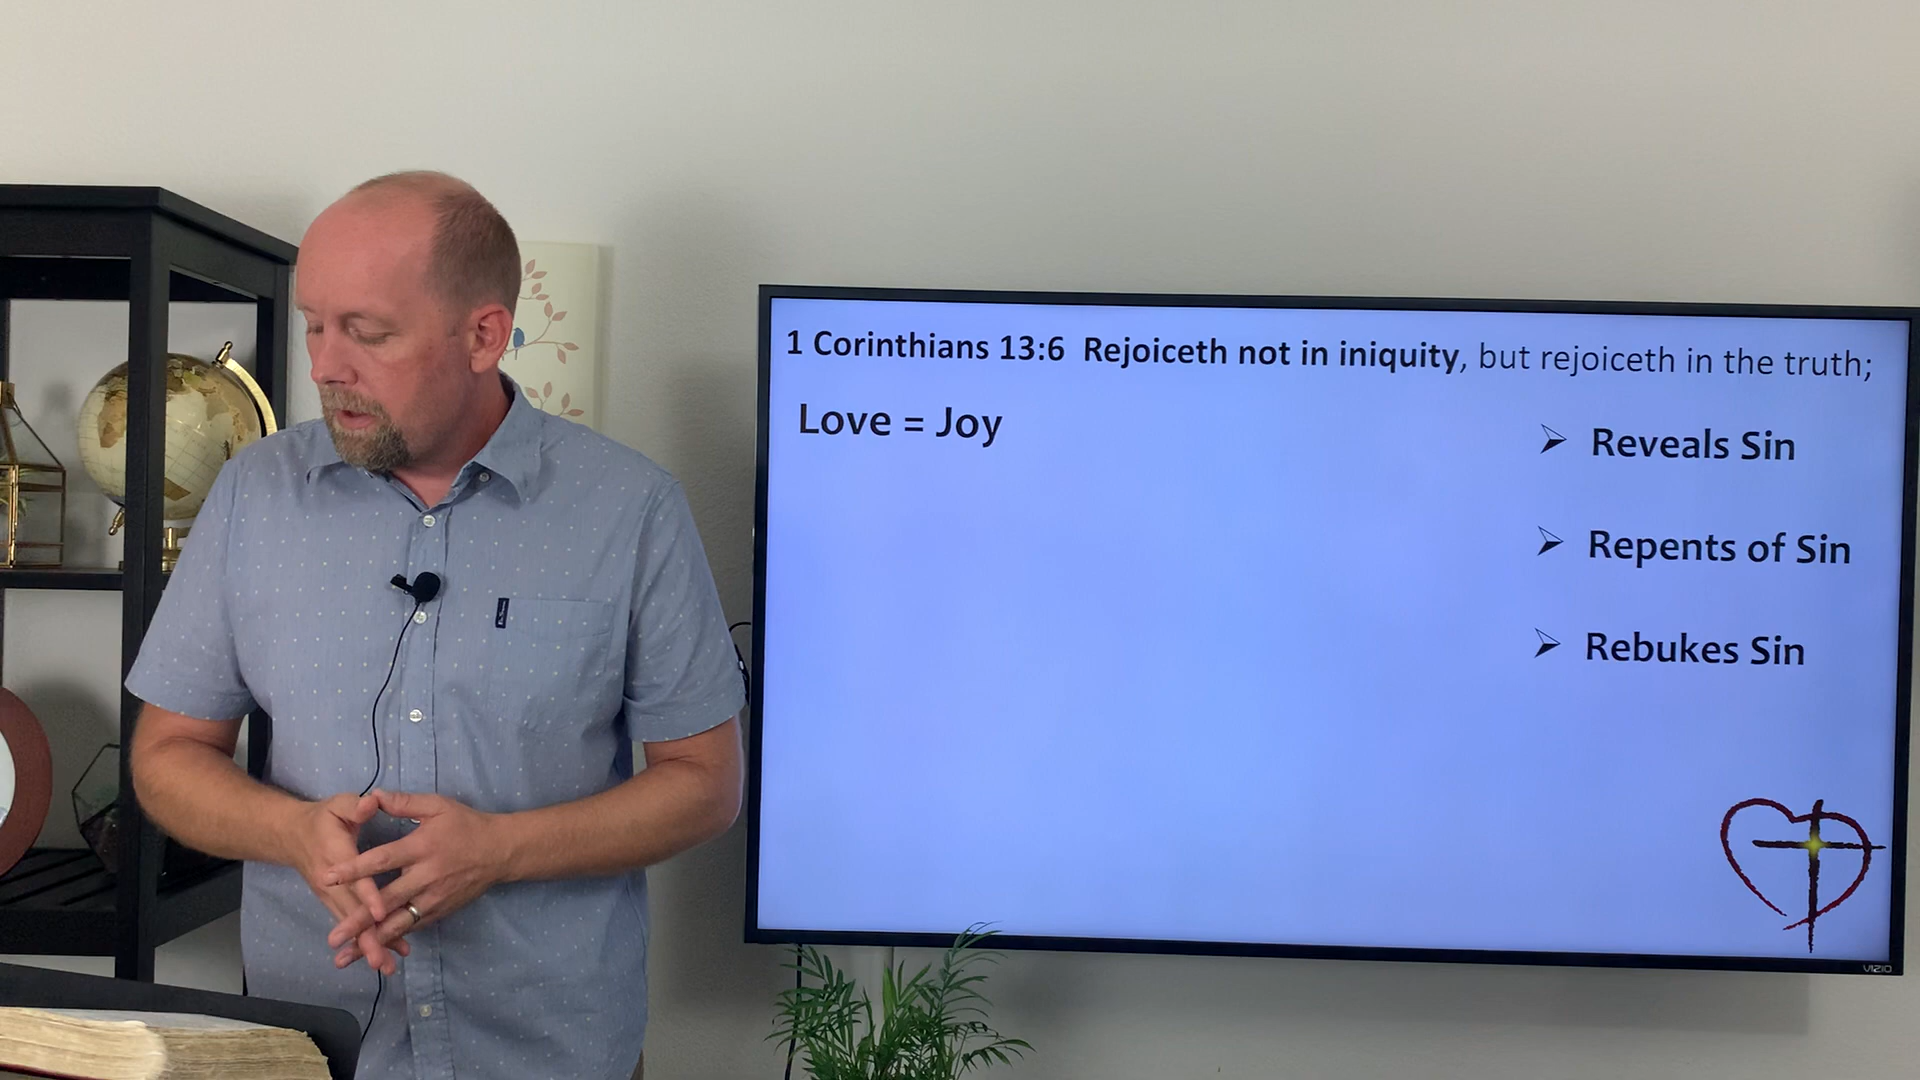 1 Corinthians 13:6 Rejoiceth not in iniquity, but rejoiceth in the truth;
Love = Joy
➢ Reveals Sin
➢ Repents of Sin
➢ Rebukes Sin
VIZIO